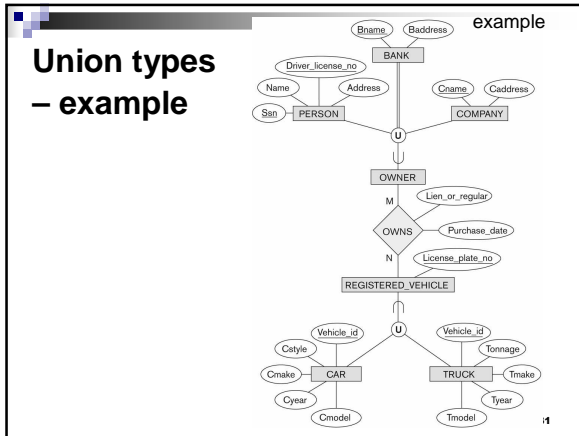 example
Union types
– example
Bname
Baddress
BANK
Driver_license_no
Name
Address
Cname
Caddress
Ssn
PERSON
COMPANY
U
OWNER
M
Lien_or_regular
OWNS
Purchase_date
N
License_plate_no
REGISTERED_VEHICLE
U
Vehicle_id
Vehicle_id
Cstyle
Tonnage
Cmake
CAR
TRUCK
Tmake
Cyear
Tyear
Cmodel
Tmodel